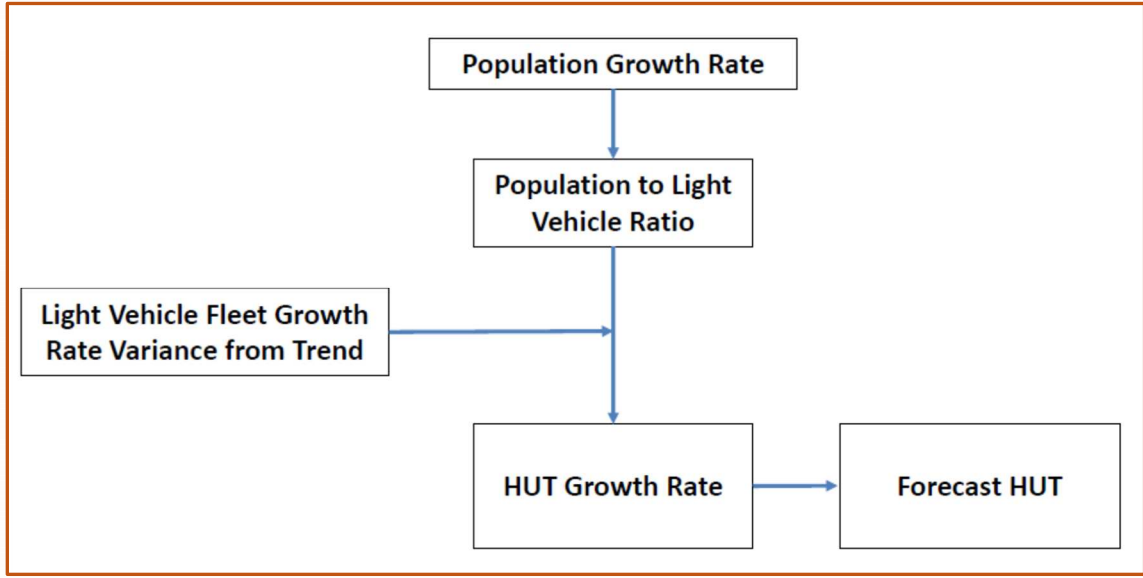 Population Growth Rate
Population to Light
Vehicle Ratio
Light Vehicle Fleet Growth
Rate Variance from Trend
HUT Growth Rate
Forecast HUT